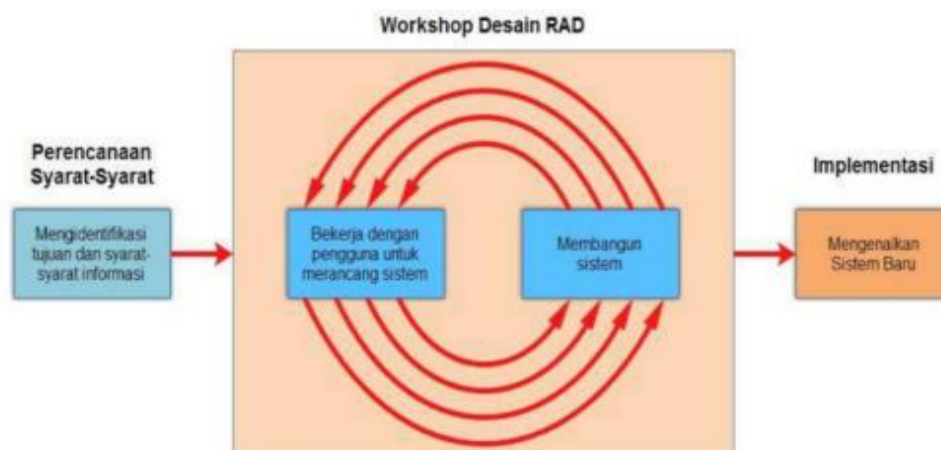 Workshop Desain RAD
Perencanaan
Syarat-Syarat
Mengidentifikasi
tujuan dan syarat-
syarat informasi
Bekerja dengan
pengguna untuk
merancang sistem
Membangun
sistem
Implementasi
Mengenalkan
Sistem Baru